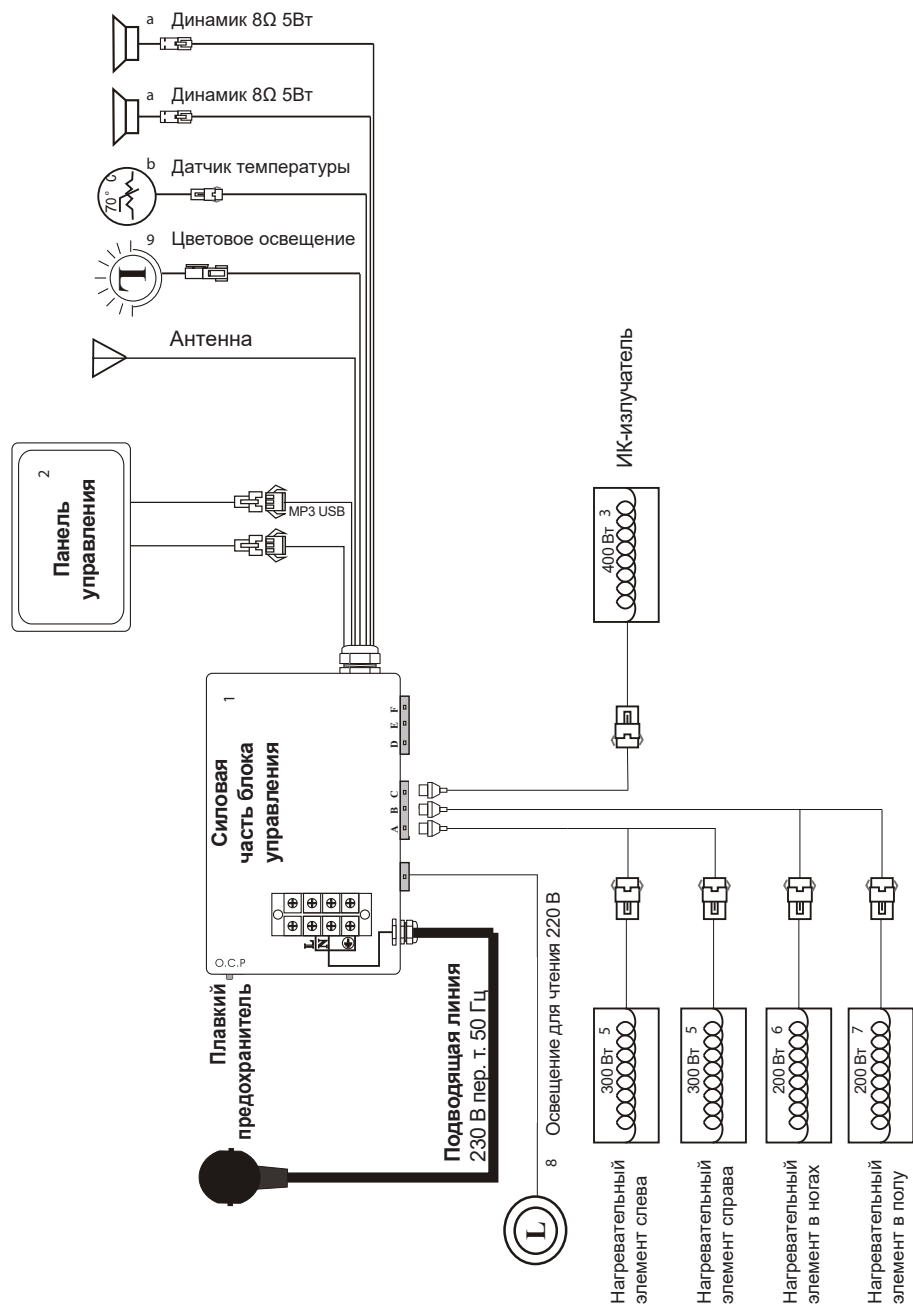 a Динамик 8Ω 5Вт
a Динамик 8Ω 5Вт
b Датчик температуры
70° C
9 Цветовое освещение
L
Антенна
2
Панель
управления
MP3 USB
ИК-излучатель
3
400 Вт
1
Силовая
часть блока
управления
A B C D E F
L
N
O.C.P
Плавкий
предохранитель
Подводящая линия
230 В пер. т. 50 Гц
8 Освещение для чтения 220 В
L
300 Вт 5
Нагревательный
элемент слева
300 Вт 5
Нагревательный
элемент справа
200 Вт 6
Нагревательный
элемент в ногах
200 Вт 7
Нагревательный
элемент в полу